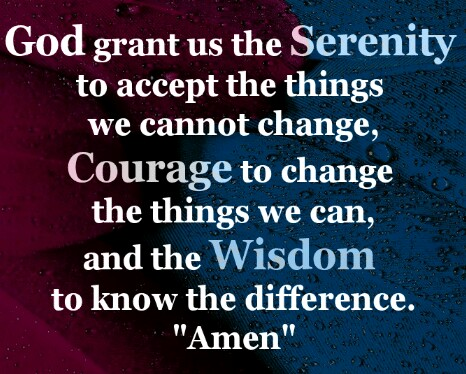 God grant us the Serenity
to accept the things
we cannot change,
Courage to change
the things we can,
and the Wisdom
to know the difference.
"Amen"